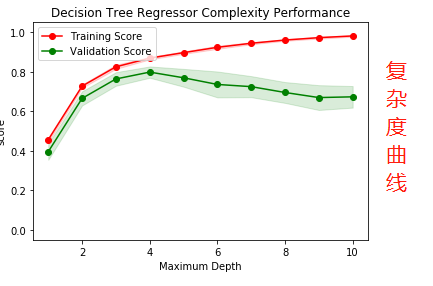 Decision Tree Regressor Complexity Performance
Training Score
Validation Score
1.0
0.8
0.6
0.4
0.2
0.0
score
2
4
6
8
10
Maximum Depth
复
杂
度
曲
线